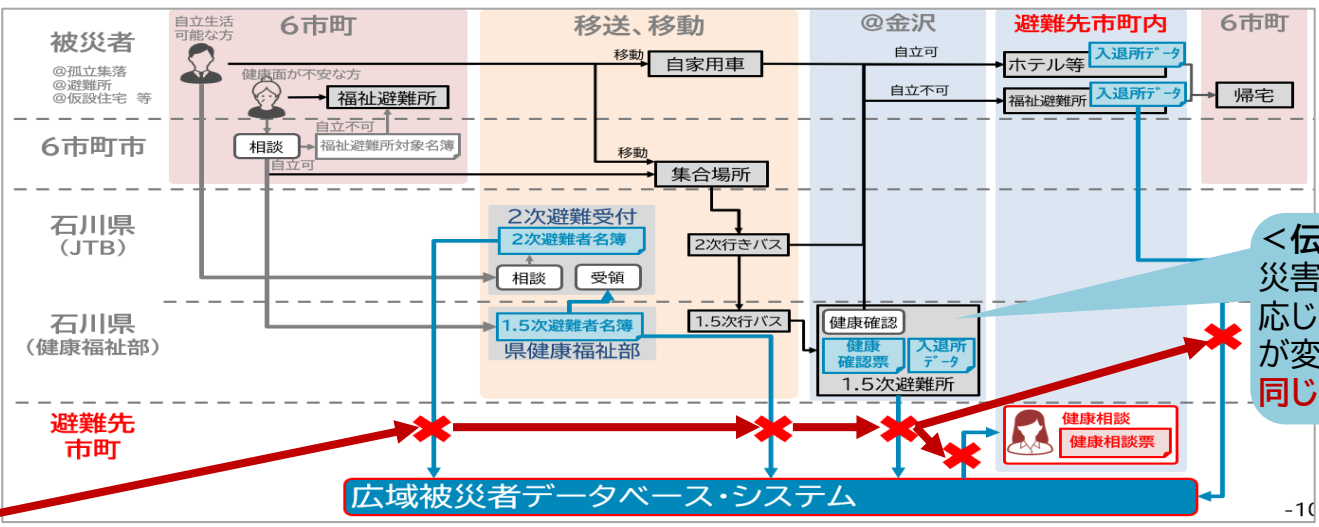 被災者
@孤立集落
@避難所
@仮設住宅 等
6市町
移送、移動
@金沢
避難先市町内
6市町
自立生活
可能な方
健康面が不安な方
福祉避難所
移動
自家用車
自立可
自立不可
ホテル等
入退所データ
福祉避難所
入退所データ
帰宅
6市町市
相談
自立不可
福祉避難所対象名簿
自立可
移動
集合場所
石川県
(JTB)
2次避難受付
2次避難者名簿
相談
受領
2次行きバス
石川県
(健康福祉部)
1.5次避難者名簿
県健康福祉部
1.5次行バス
健康確認
健康
確認票
入退所
データ
1.5次避難所
<伝
災害
応じ
が変
同じ
避難先
市町
健康相談
健康相談票
広域被災者データベース・システム